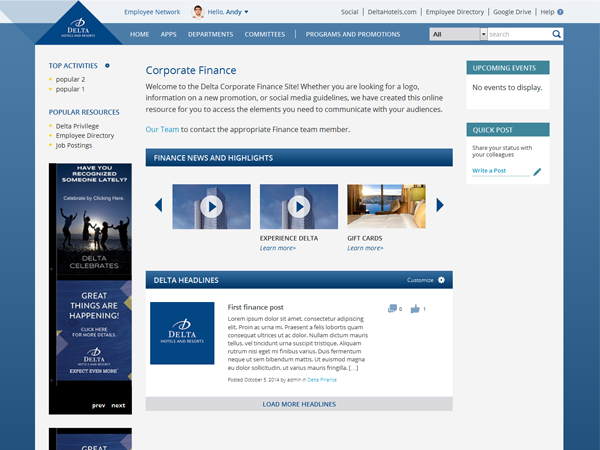 Employee Network
Hello, Andy
Social | DeltaHotels.com | Employee Directory | Google Drive | Help ?
DELTA
HOTELS AND RESORTS
HOME APPS DEPARTMENTS COMMITTEES | PROGRAMS AND PROMOTIONS
All
search
TOP ACTIVITIES
popular 2
popular 1
POPULAR RESOURCES
Delta Privilege
Employee Directory
Job Postings
HAVE YOU
RECOGNIZED
SOMEONE LATELY?
Celebrate by Clicking Here.
DELTA
CELEBRATES
GREAT
THINGS ARE
HAPPENING!
CLICK HERE
FOR MORE DETAILS.
DELTA
HOTELS AND RESORTS
EXPECT EVEN MORE
prev next
Corporate Finance
Welcome to the Delta Corporate Finance Site! Whether you are looking for a logo,
information on a new promotion, or social media guidelines, we have created this online
resource for you to access the elements you need to communicate with your audiences.
Our Team to contact the appropriate Finance team member.
FINANCE NEWS AND HIGHLIGHTS
EXPERIENCE DELTA
Learn more>
GIFT CARDS
Learn more>
DELTA HEADLINES
Customize
DELTA
HOTELS AND RESORTS
First finance post
0
1
Lorem ipsum dolor sit amet, consectetur adipiscing
elit. Proin ac urna mi. Praesent a felis lobortis quam
consequat ultrices ut ac dolor. Nullam dictum mauris
tellus, vel tincidunt urna suscipit tristique. Aliquam
rutrum nisi eget mi finibus varius. Duis fermentum
neque ut sem bibendum mattis. Ut euismod magna
eu dolor sollicitudin, ut varius mauris fringilla. [...]
Posted October 5, 2014 by admin in Delta Finance
LOAD MORE HEADLINES
UPCOMING EVENTS
No events to display.
QUICK POST
Share your status with
your colleagues
Write a Post
HAVE YOU
RECOGNIZED